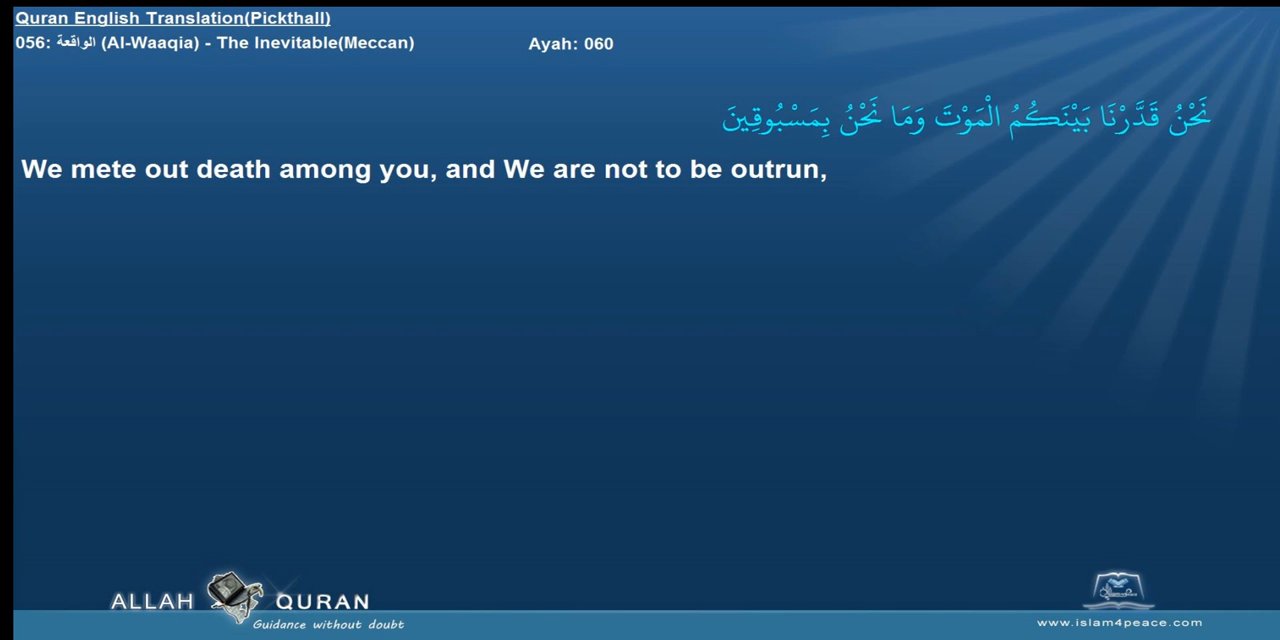 Quran English Translation(Pickthall)
056: الواقعة (Al-Waaqia) - The Inevitable(Meccan) Ayah: 060
نَحْنُ قَدَّرْنَا بَيْنَكُمُ الْمَوْتَ وَمَا نَحْنُ بِمَسْبُوقِينَ
We mete out death among you, and We are not to be outrun,
ALLAH QURAN
Guidance without doubt
www.islam4peace.com